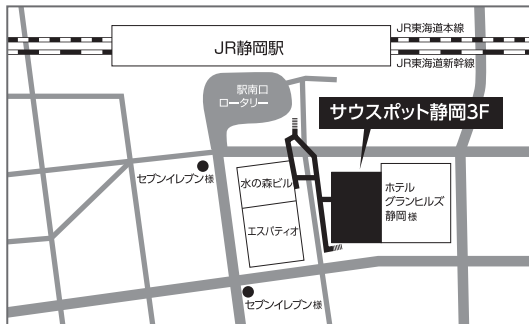 JR東海道本線
JR静岡駅
JR東海道新幹線
駅南口
ロータリー
サウスポット静岡3F
セブンイレブン様
水の森ビル
ホテル
グランヒルズ
静岡様
エスパティオ
セブンイレブン様